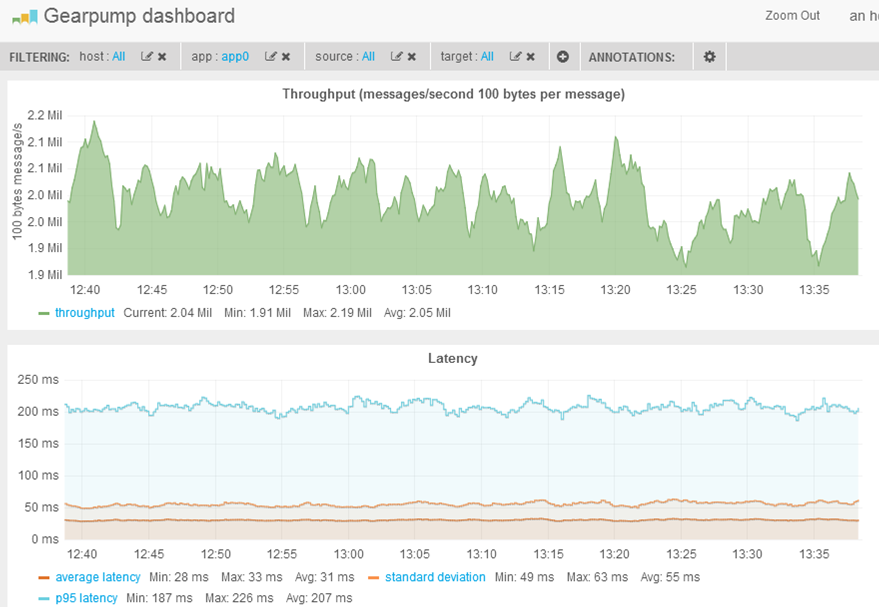 Gearpump dashboard
Zoom Out an h
FILTERING: host : All app : app0 source : All target : All ANNOTATIONS:
Throughput (messages/second 100 bytes per message)
100 bytes message/s
2.2 Mil
2.1 Mil
2.1 Mil
2.0 Mil
2.0 Mil
1.9 Mil
1.9 Mil
12:40 12:45 12:50 12:55 13:00 13:05 13:10 13:15 13:20 13:25 13:30 13:35
throughput Current: 2.04 Mil Min: 1.91 Mil Max: 2.19 Mil Avg: 2.05 Mil
Latency
250 ms
200 ms
150 ms
100 ms
50 ms
0 ms
12:40 12:45 12:50 12:55 13:00 13:05 13:10 13:15 13:20 13:25 13:30 13:35
average latency Min: 28 ms Max: 33 ms Avg: 31 ms standard deviation Min: 49 ms Max: 63 ms Avg: 55 ms
p95 latency Min: 187 ms Max: 226 ms Avg: 207 ms